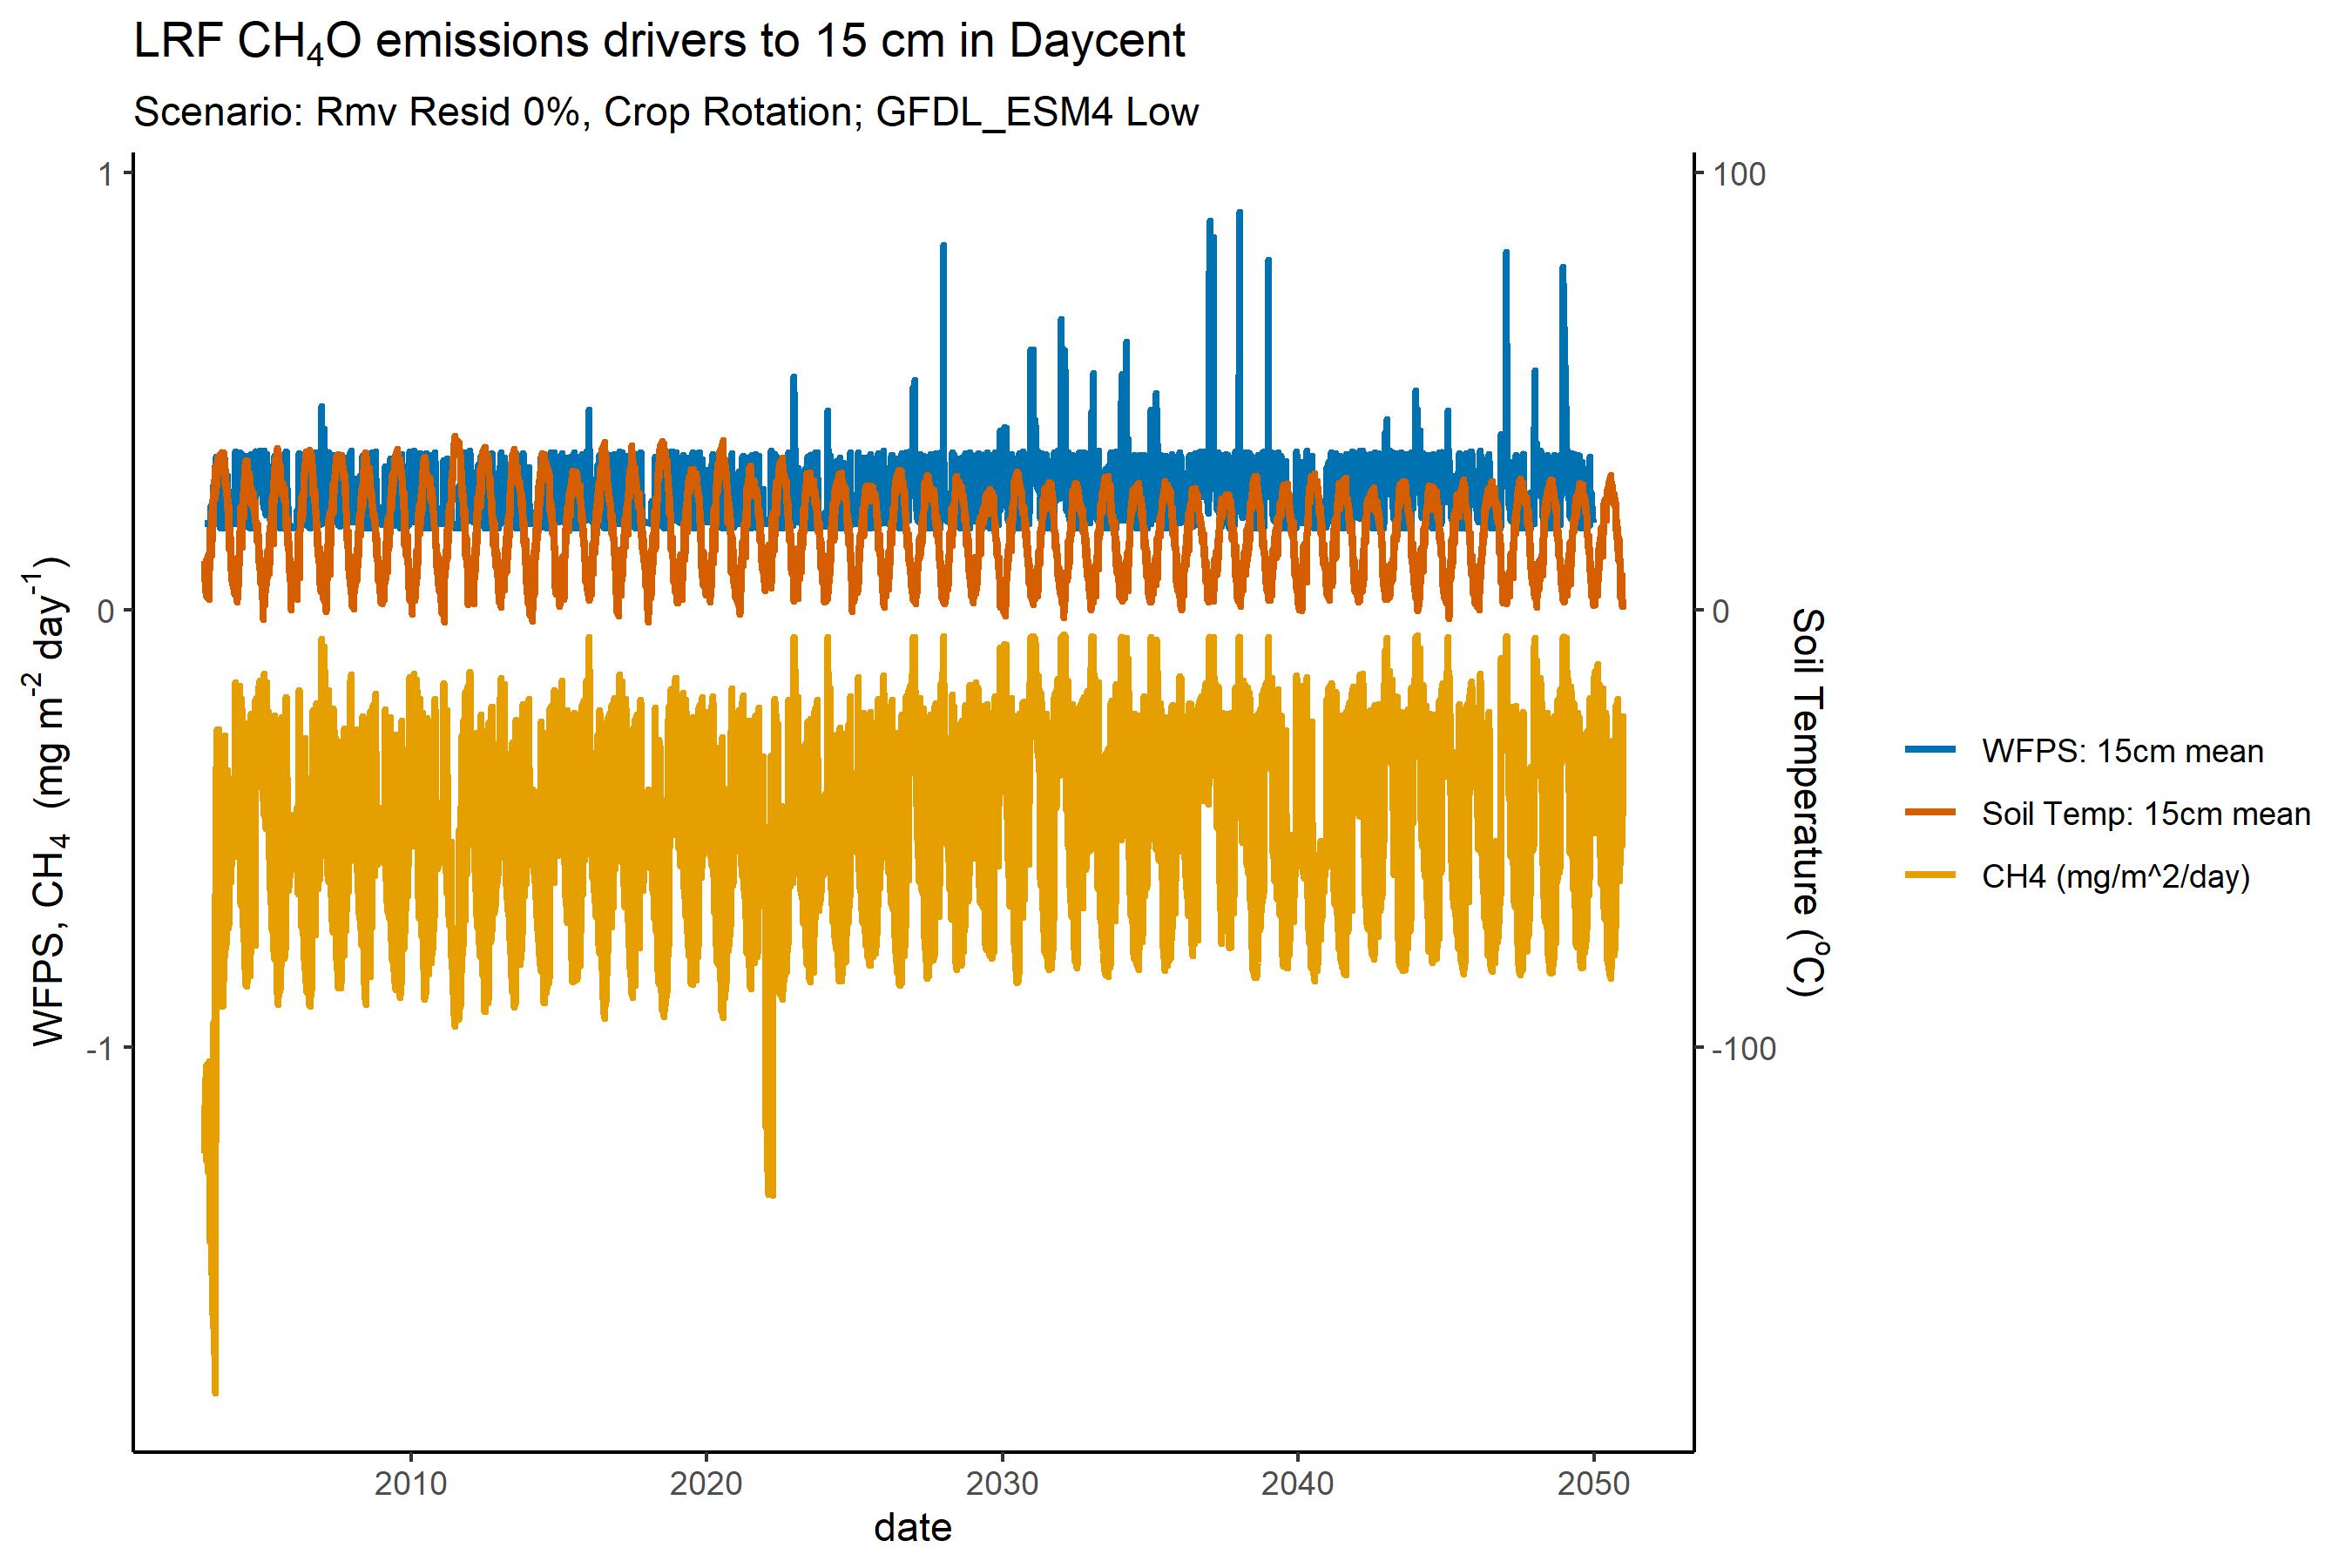 LRF CH₄O emissions drivers to 15 cm in Daycent
Scenario: Rmv Resid 0%, Crop Rotation; GFDL_ESM4 Low
1
0
-1
WFPS, CH₄ (mg m⁻² day⁻¹)
100
0
-100
Soil Temperature (°C)
WFPS: 15cm mean
Soil Temp: 15cm mean
CH4 (mg/m^2/day)
2010
2020
2030
2040
2050
date